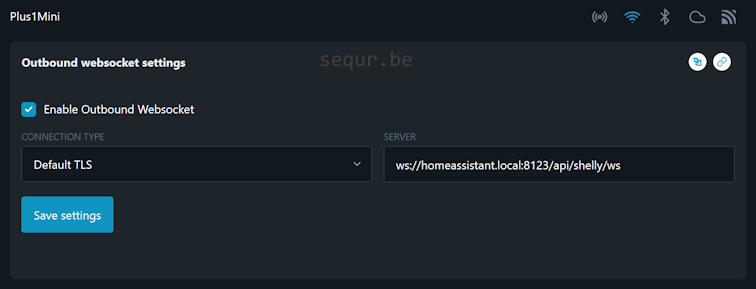 Plus1Mini
Outbound websocket settings
sequr.be
Enable Outbound Websocket
CONNECTION TYPE
SERVER
Default TLS
ws://homeassistant.local:8123/api/shelly/ws
Save settings